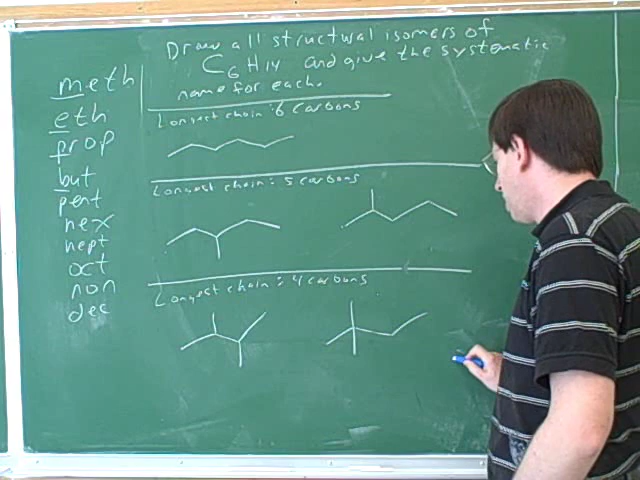 Draw all structural isomers of
C6H14 and give the systematic
name for each.
meth
eth
prop
but
pent
hex
hept
oct
non
dec
Longest chain: 6 carbons
Longest chain: 5 carbons
Longest chain: 4 carbons